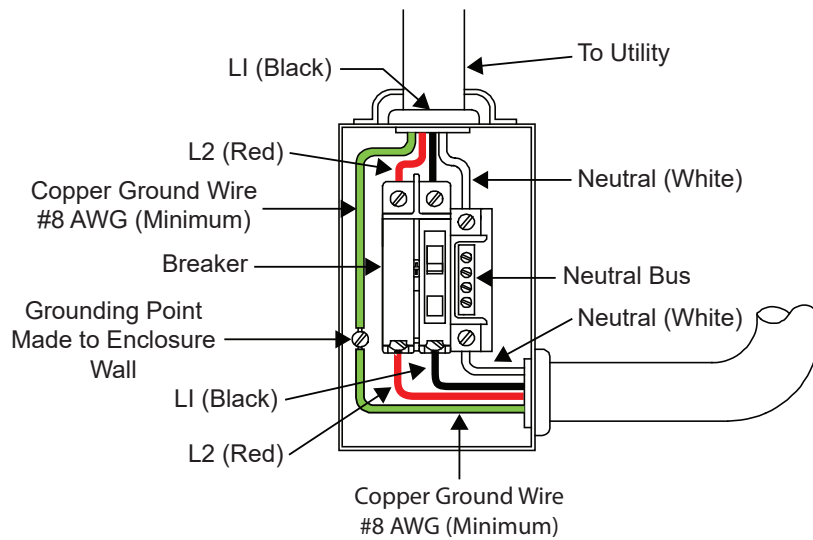 LI (Black)
To Utility
L2 (Red)
Copper Ground Wire
#8 AWG (Minimum)
Neutral (White)
Breaker
Neutral Bus
Grounding Point
Made to Enclosure
Wall
Neutral (White)
LI (Black)
L2 (Red)
Copper Ground Wire
#8 AWG (Minimum)